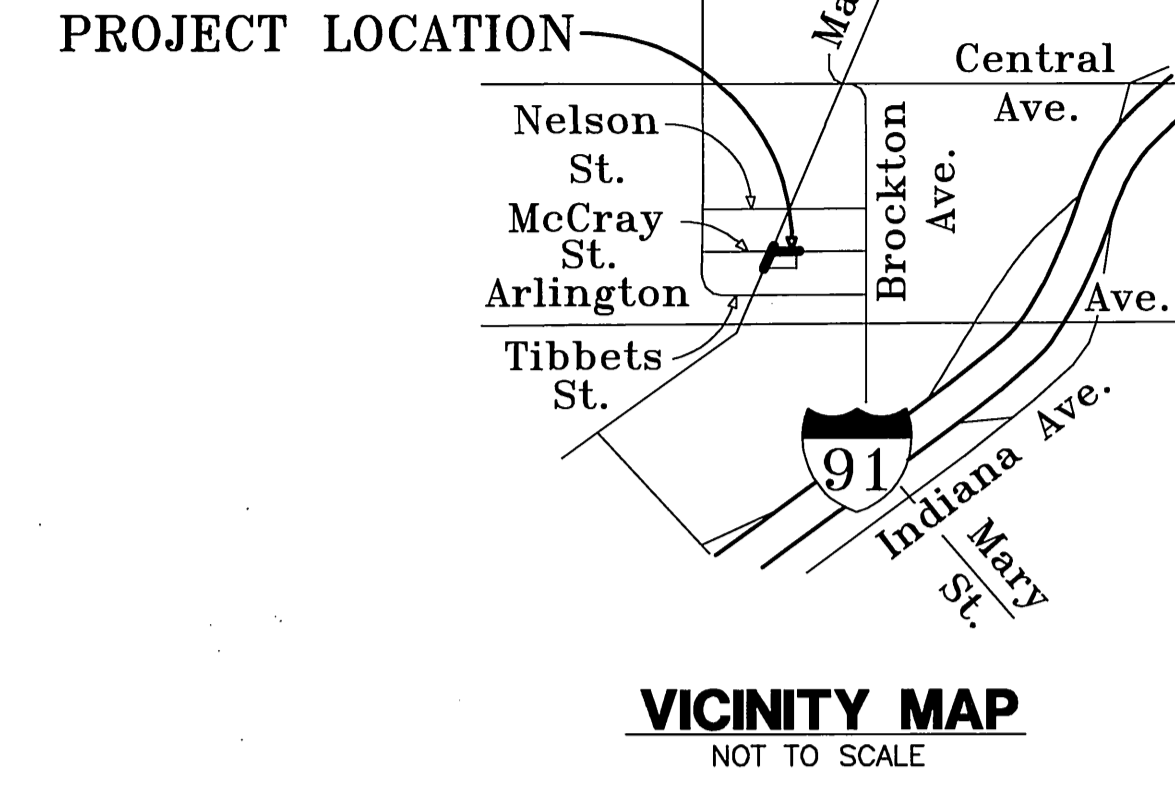 PROJECT LOCATION
Central
Ave.
Nelson
St.
McCray
St.
Arlington
Ave.
Tibbets
St.
Brockton
Ave.
91
Indiana Ave.
Mary
St.
VICINITY MAP
NOT TO SCALE